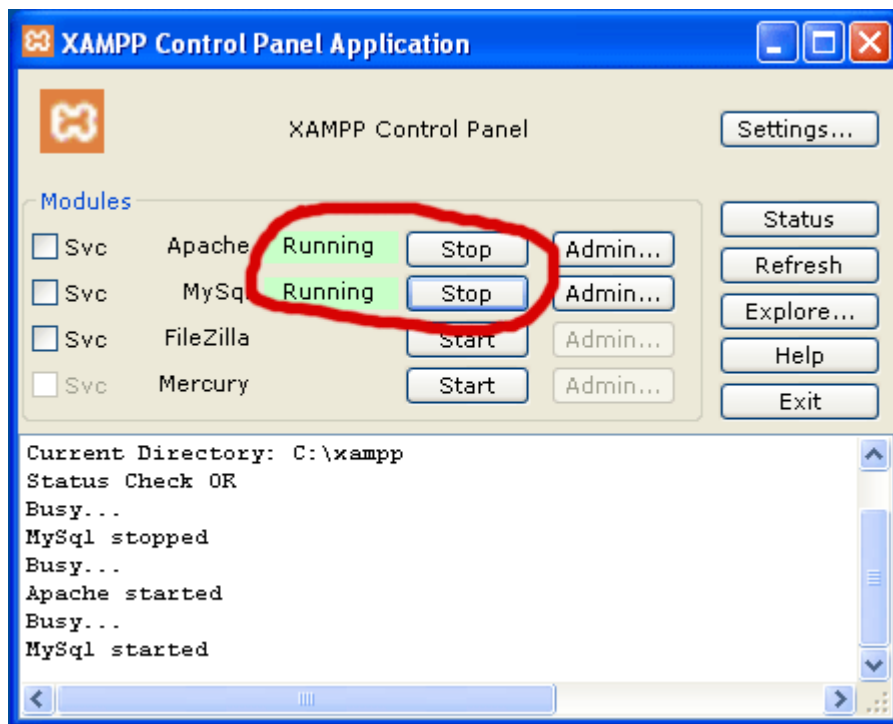 XAMPP Control Panel Application
XAMPP Control Panel
Settings...
Modules
Svc Apache Running Stop Admin...
Svc MySql Running Stop Admin...
Svc FileZilla Start Admin...
Svc Mercury Start Admin...
Status
Refresh
Explore...
Help
Exit
Current Directory: C:\xampp
Status Check OK
Busy...
MySql stopped
Busy...
Apache started
Busy...
MySql started